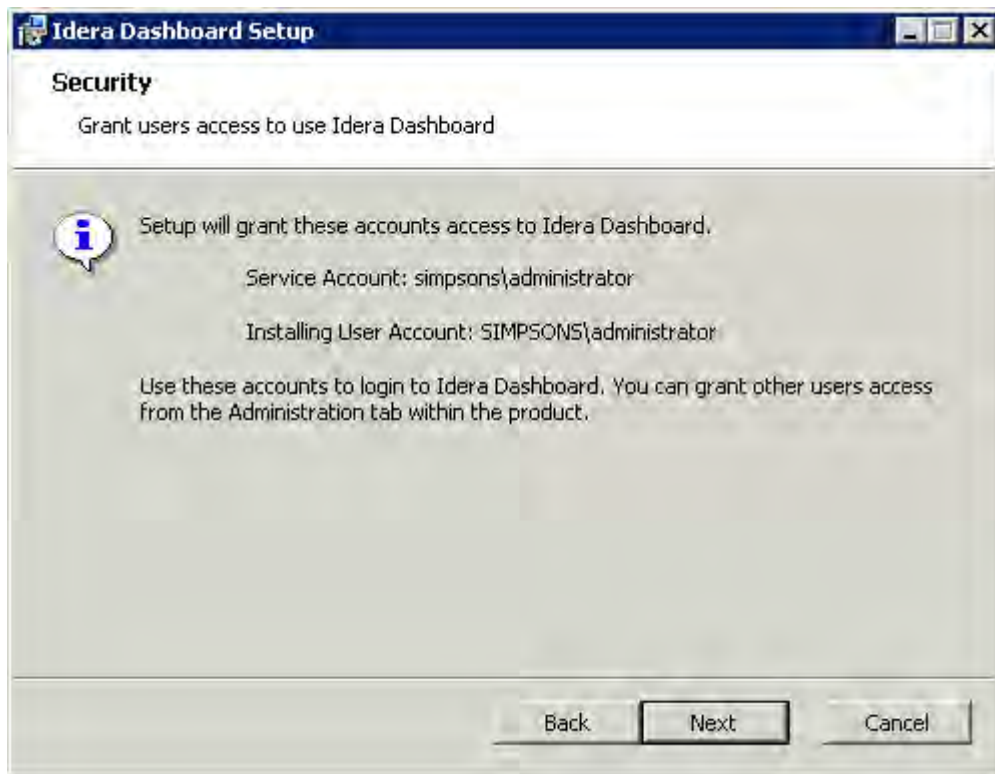 Idera Dashboard Setup
Security
Grant users access to use Idera Dashboard
Setup will grant these accounts access to Idera Dashboard.
Service Account: simpsons\administrator
Installing User Account: SIMPSONS\administrator
Use these accounts to login to Idera Dashboard. You can grant other users access
from the Administration tab within the product.
Back
Next
Cancel